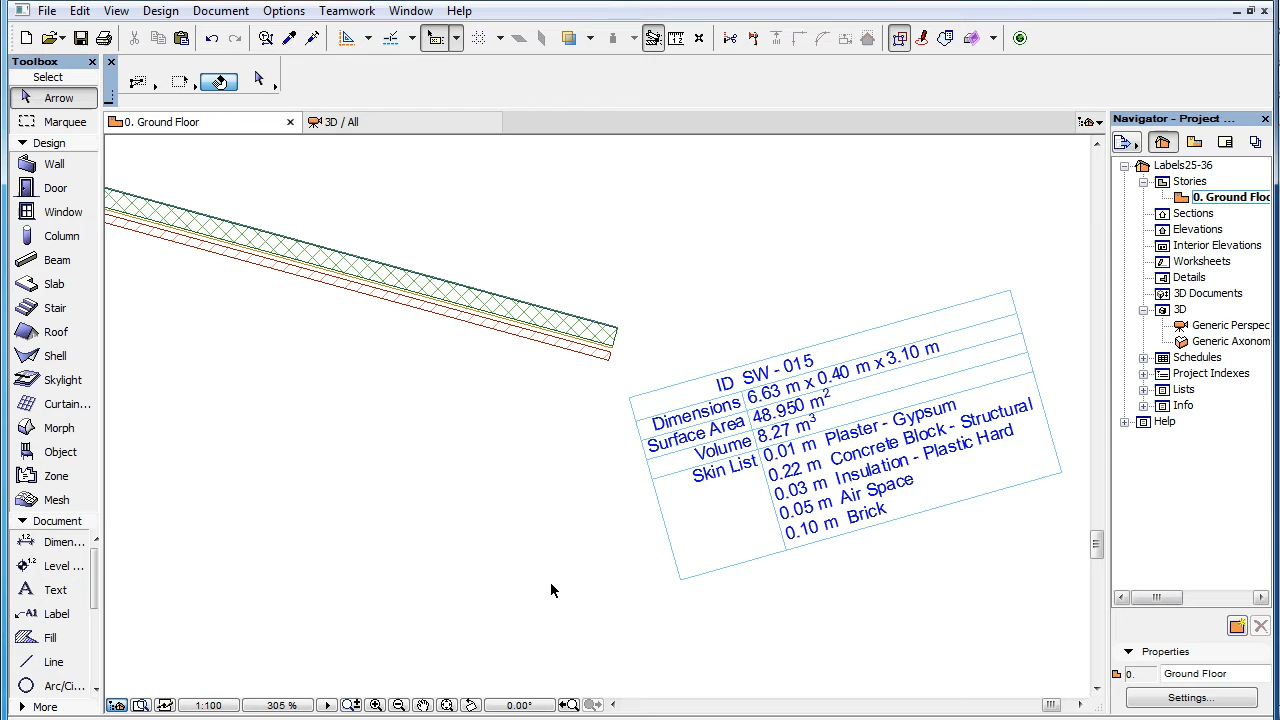 File Edit View Design Document Options Teamwork Window Help
Toolbox
Select
Arrow
Marquee
Design
Wall
Door
Window
Column
Beam
Slab
Stair
Roof
Shell
Skylight
Curtain...
Morph
Object
Zone
Mesh
Document
Dimen...
Level ...
A Text
A1 Label
Fill
Line
Arc/Ci...
More
0. Ground Floor
3D / All
ID SW - 015
Dimensions 6.63 m x 0.40 m x 3.10 m
Surface Area 48.950 m2
Volume 8.27 m3
Skin List 0.01 m Plaster - Gypsum
0.22 m Concrete Block - Structural
0.03 m Insulation - Plastic Hard
0.05 m Air Space
0.10 m Brick
1:100
305 %
0.00°
Navigator - Project ...
Labels25-36
Stories
0. Ground Floo
Sections
Elevations
Interior Elevations
Worksheets
Details
3D Documents
3D
Generic Perspec
Generic Axonom
Schedules
Project Indexes
Lists
Info
Help
Properties
0. Ground Floor
Settings...